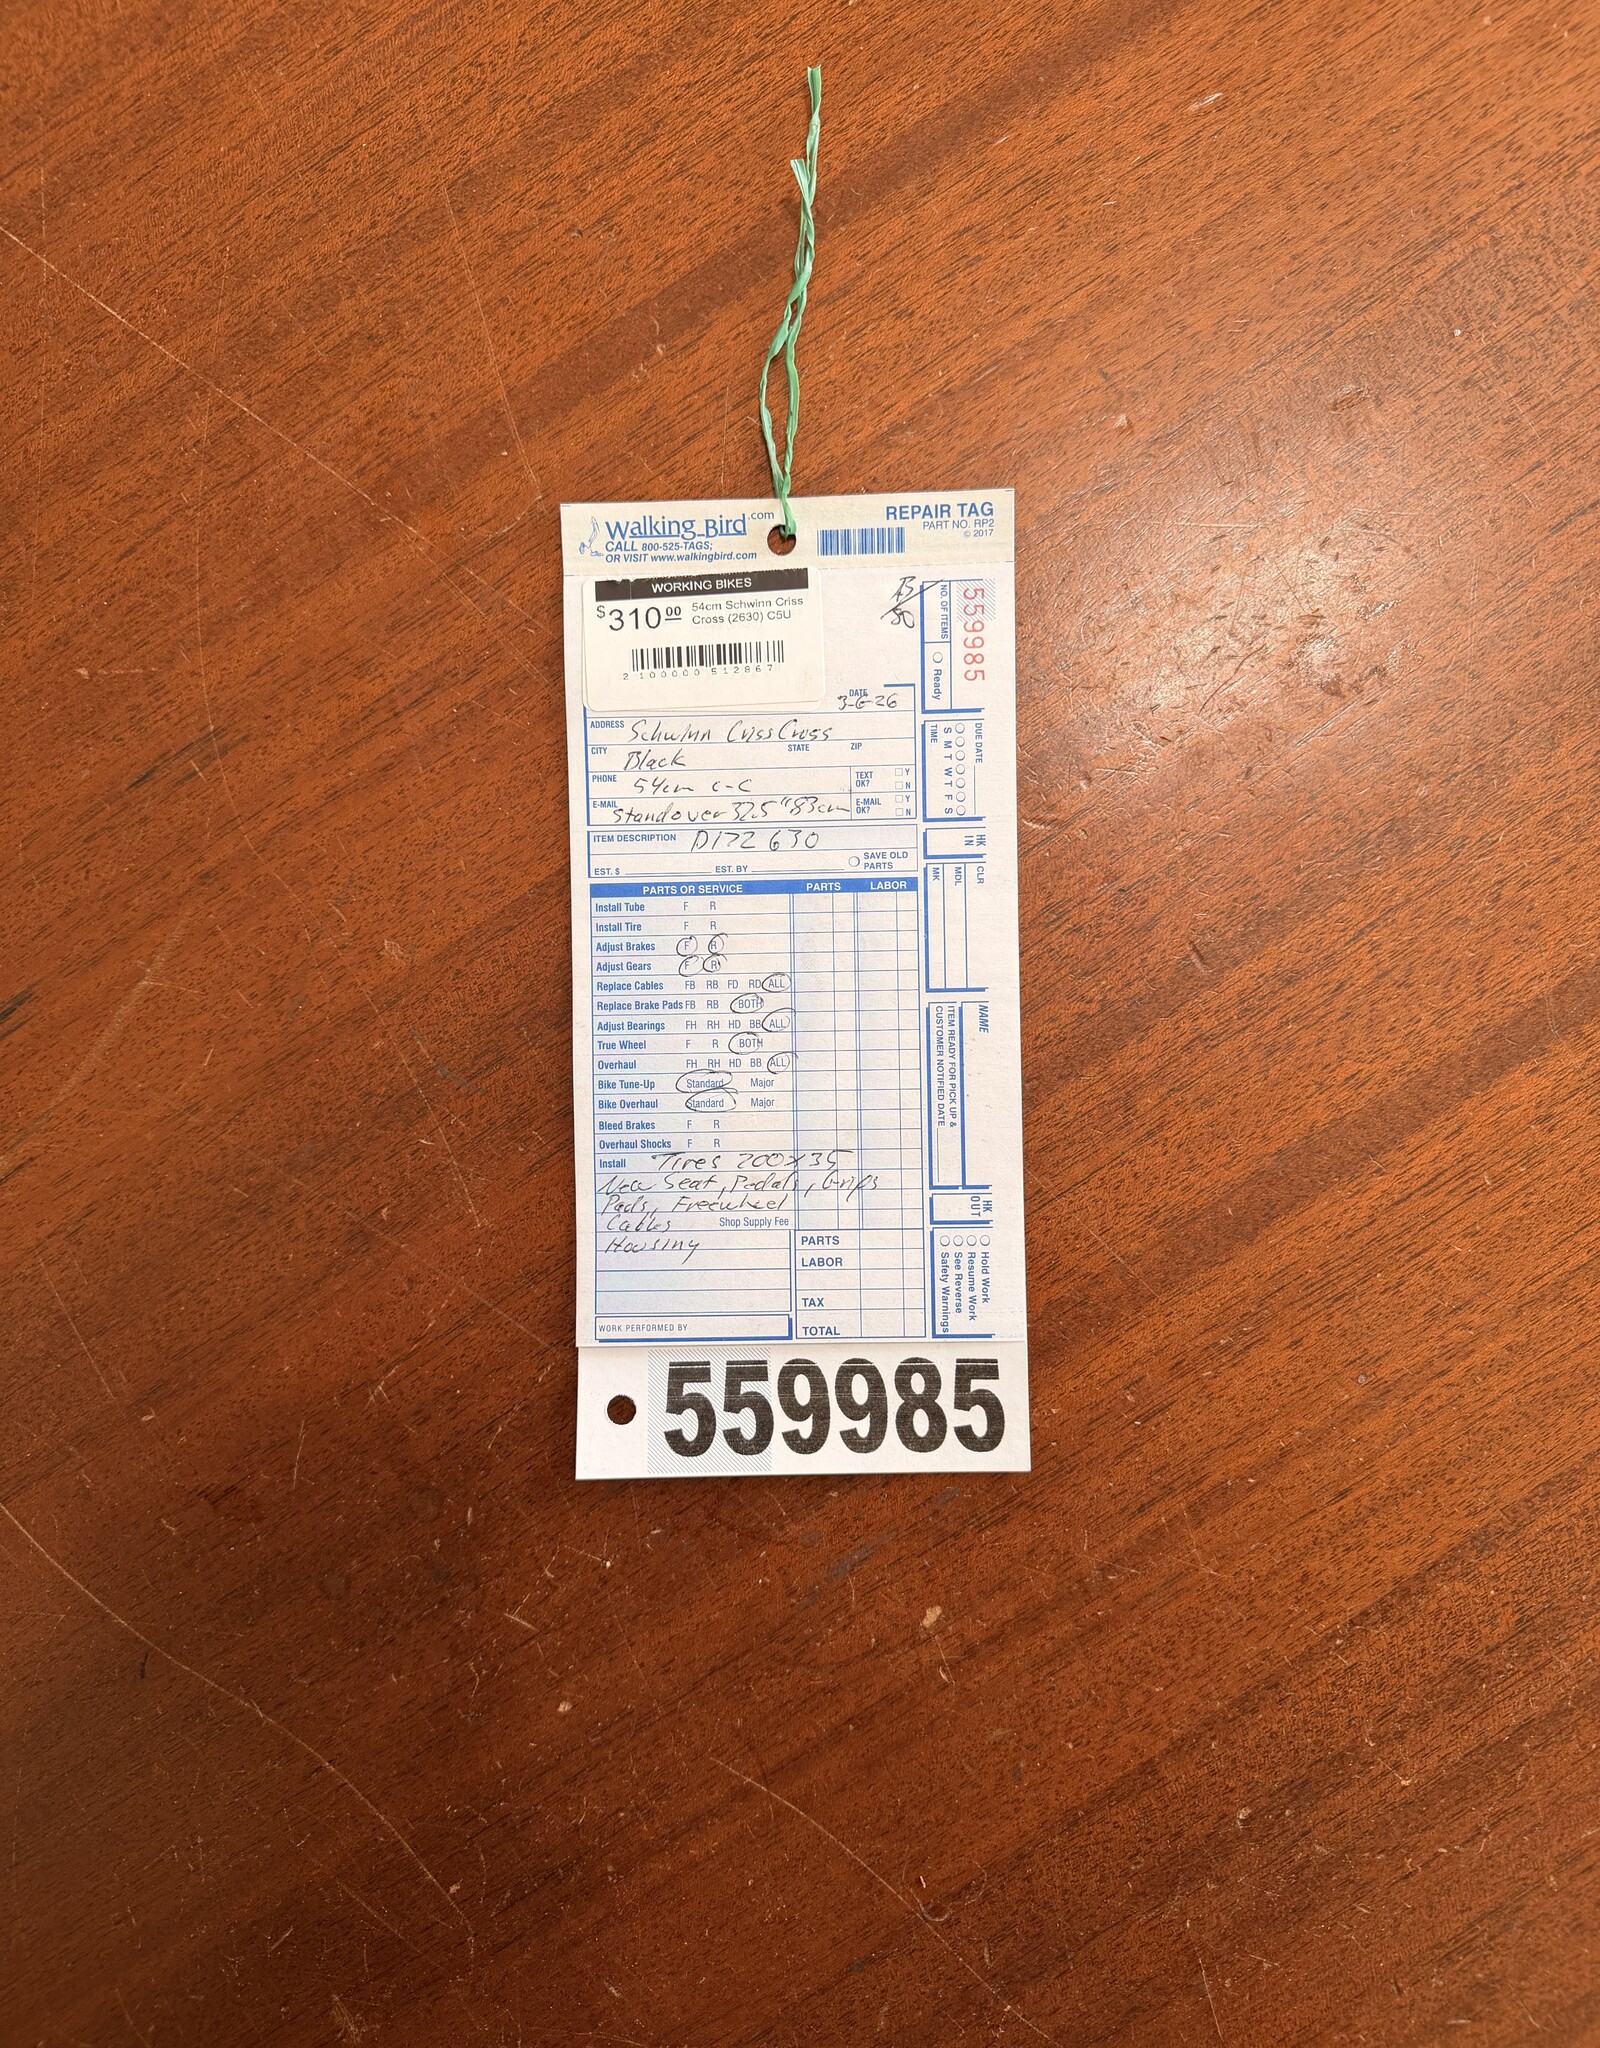 Walking_Bird.com
CALL 800-525-TAGS;
OR VISIT www.walkingbird.com
REPAIR TAG
PART NO. RP2
© 2017
WORKING BIKES
$310.00 54cm Schwinn Criss
Cross (2630) C5U
2 100000 512867
DATE
3-6-26
ADDRESS Schwinn CrissCross
CITY Black STATE ZIP
PHONE 54cm c-c TEXT OK? Y N
E-MAIL Standover 32.5" 83cm E-MAIL OK? Y N
ITEM DESCRIPTION D172 630
EST. $ EST. BY SAVE OLD PARTS
PARTS OR SERVICE PARTS LABOR
Install Tube F R
Install Tire F R
Adjust Brakes F R
Adjust Gears F R
Replace Cables FB RB FD RD ALL
Replace Brake Pads FB RB BOTH
Adjust Bearings FH RH HD BB ALL
True Wheel F R BOTH
Overhaul FH RH HD BB ALL
Bike Tune-Up Standard Major
Bike Overhaul Standard Major
Bleed Brakes F R
Overhaul Shocks F R
Install Tires 700x35
New Seat, Pedals, Grips
Pads, Freewheel
Cables Shop Supply Fee
Housing
PARTS
LABOR
TAX
TOTAL
WORK PERFORMED BY
559985
NO. OF ITEMS
Ready
DUE DATE
S M T W T F S
TIME
HK IN
CLR
MDL
MK
NAME
ITEM READY FOR PICK UP &
CUSTOMER NOTIFIED DATE
HK OUT
Hold Work
Resume Work
See Reverse
Safety Warnings
559985